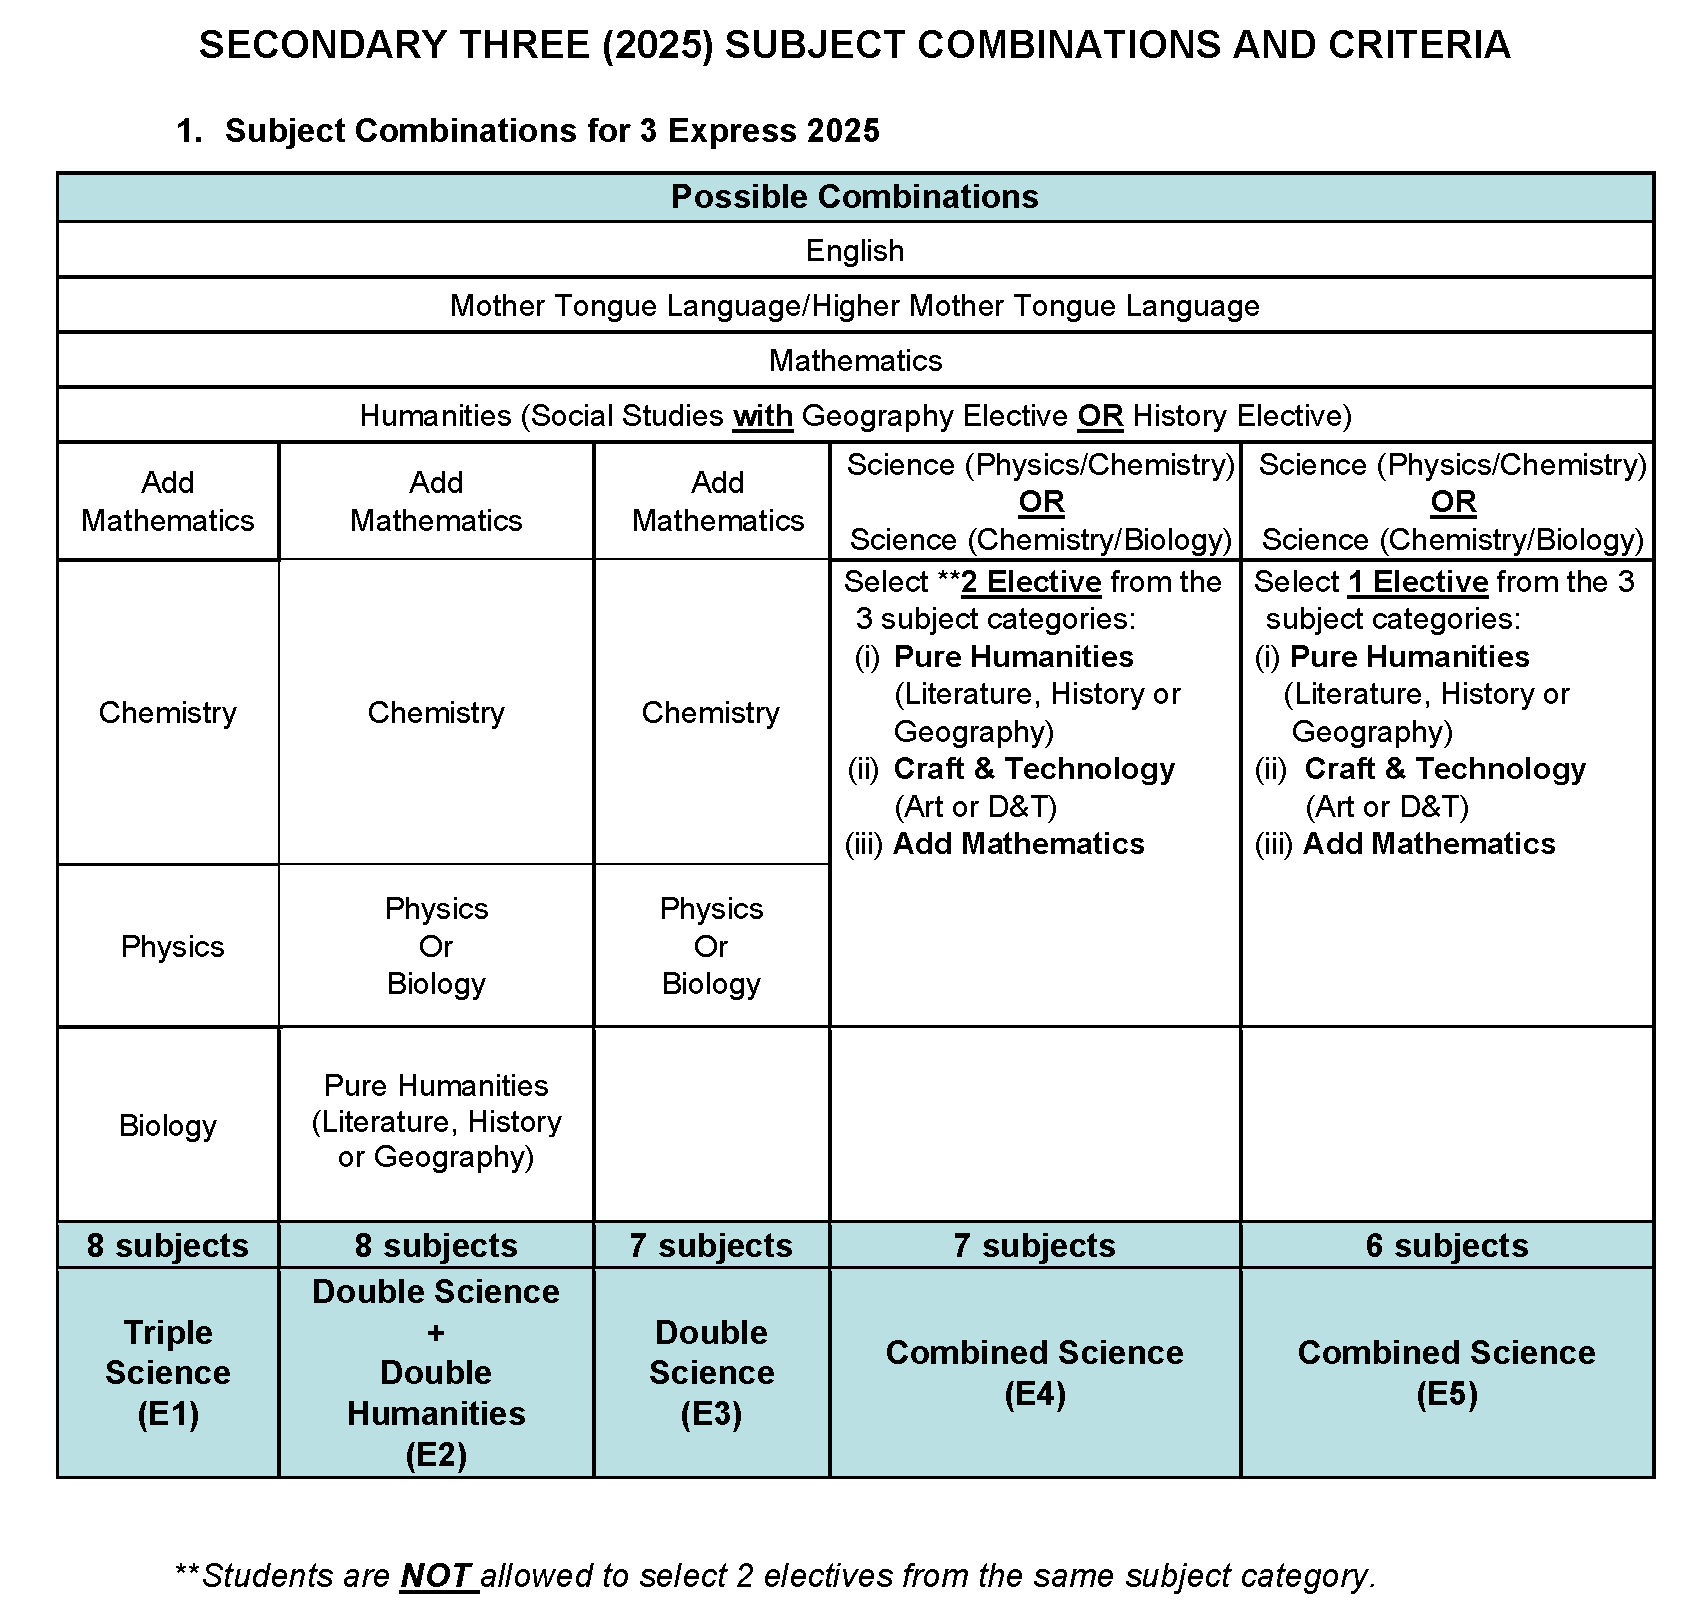 SECONDARY THREE (2025) SUBJECT COMBINATIONS AND CRITERIA
1. Subject Combinations for 3 Express 2025
Possible Combinations
English
Mother Tongue Language/Higher Mother Tongue Language
Mathematics
Humanities (Social Studies with Geography Elective OR History Elective)
Add
Mathematics
Add
Mathematics
Add
Mathematics
Science (Physics/Chemistry)
OR
Science (Chemistry/Biology)
Science (Physics/Chemistry)
OR
Science (Chemistry/Biology)
Chemistry
Chemistry
Chemistry
Select **2 Elective from the
3 subject categories:
(i) Pure Humanities
(Literature, History or
Geography)
(ii) Craft & Technology
(Art or D&T)
(iii) Add Mathematics
Select 1 Elective from the 3
subject categories:
(i) Pure Humanities
(Literature, History or
Geography)
(ii) Craft & Technology
(Art or D&T)
(iii) Add Mathematics
Physics
Physics
Or
Biology
Physics
Or
Biology
Biology
Pure Humanities
(Literature, History
or Geography)
8 subjects
8 subjects
7 subjects
7 subjects
6 subjects
Triple
Science
(E1)
Double Science
+
Double
Humanities
(E2)
Double
Science
(E3)
Combined Science
(E4)
Combined Science
(E5)
**Students are NOT allowed to select 2 electives from the same subject category.